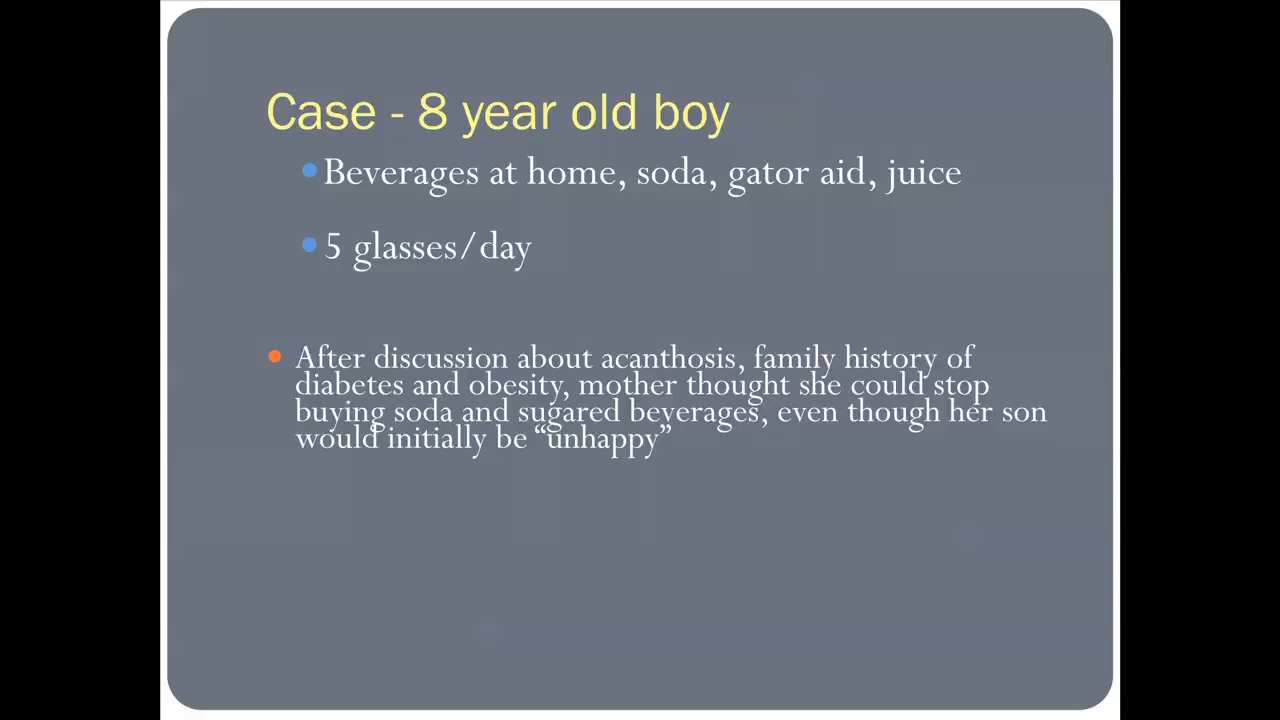 Case - 8 year old boy
•Beverages at home, soda, gator aid, juice
•5 glasses/day
• After discussion about acanthosis, family history of
diabetes and obesity, mother thought she could stop
buying soda and sugared beverages, even though her son
would initially be “unhappy”